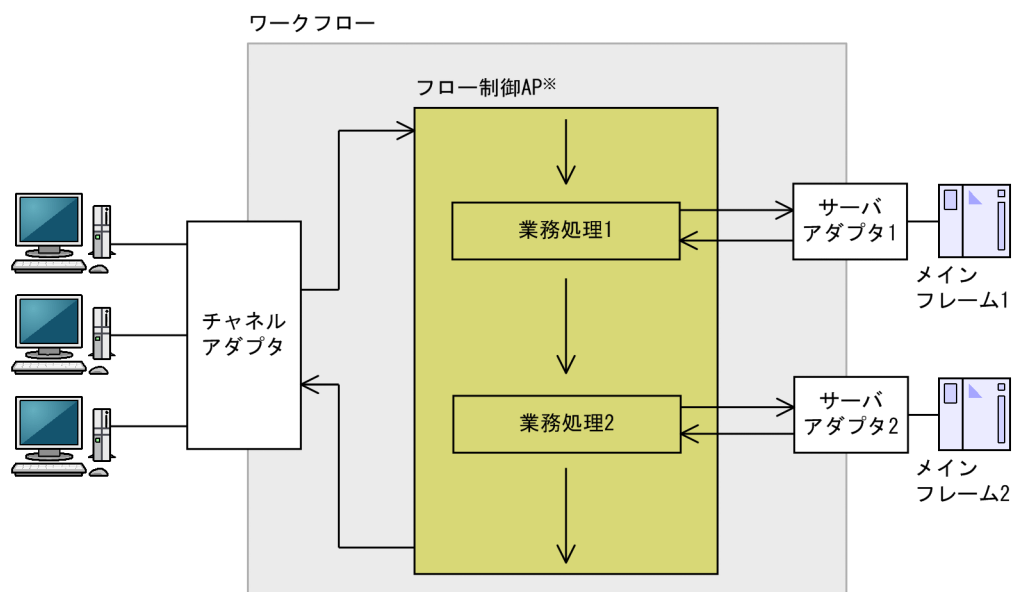 ワークフロー
フロー制御AP※
業務処理1
サーバ
アダプタ1
メイン
フレーム1
チャネル
アダプタ
業務処理2
サーバ
アダプタ2
メイン
フレーム2